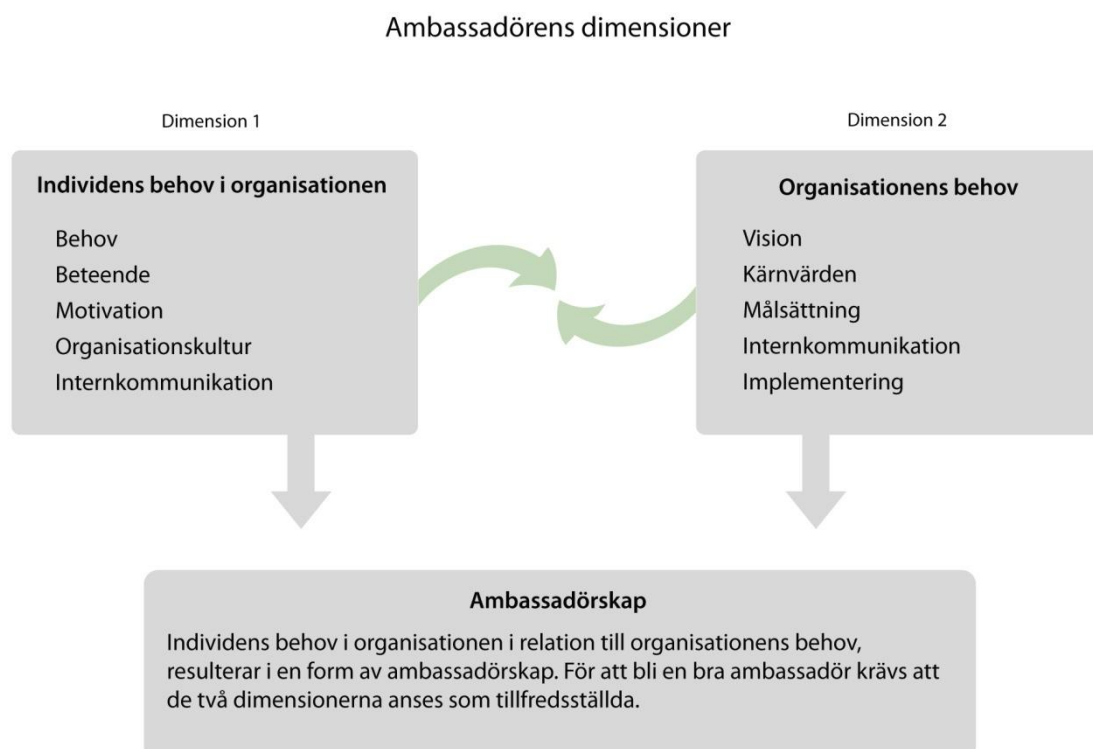 Ambassadörens dimensioner
Dimension 1
Individens behov i organisationen
Behov
Beteende
Motivation
Organisationskultur
Internkommunikation
Dimension 2
Organisationens behov
Vision
Kärnvärden
Målsättning
Internkommunikation
Implementering
Ambassadörskap
Individens behov i organisationen i relation till organisationens behov,
resulterar i en form av ambassadörskap. För att bli en bra ambassadör krävs att
de två dimensionerna anses som tillfredsställda.